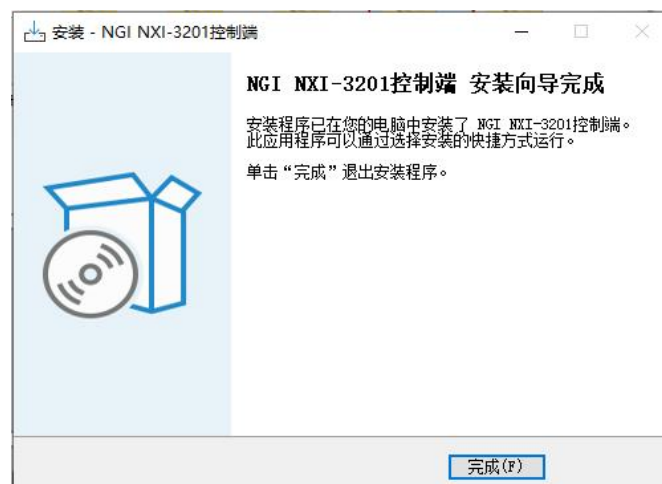 安装 - NGI NXI-3201控制端
NGI NXI-3201控制端 安装向导完成
安装程序已在您的电脑中安装了 NGI NXI-3201控制端。
此应用程序可以通过选择安装的快捷方式运行。
单击“完成”退出安装程序。
完成(F)